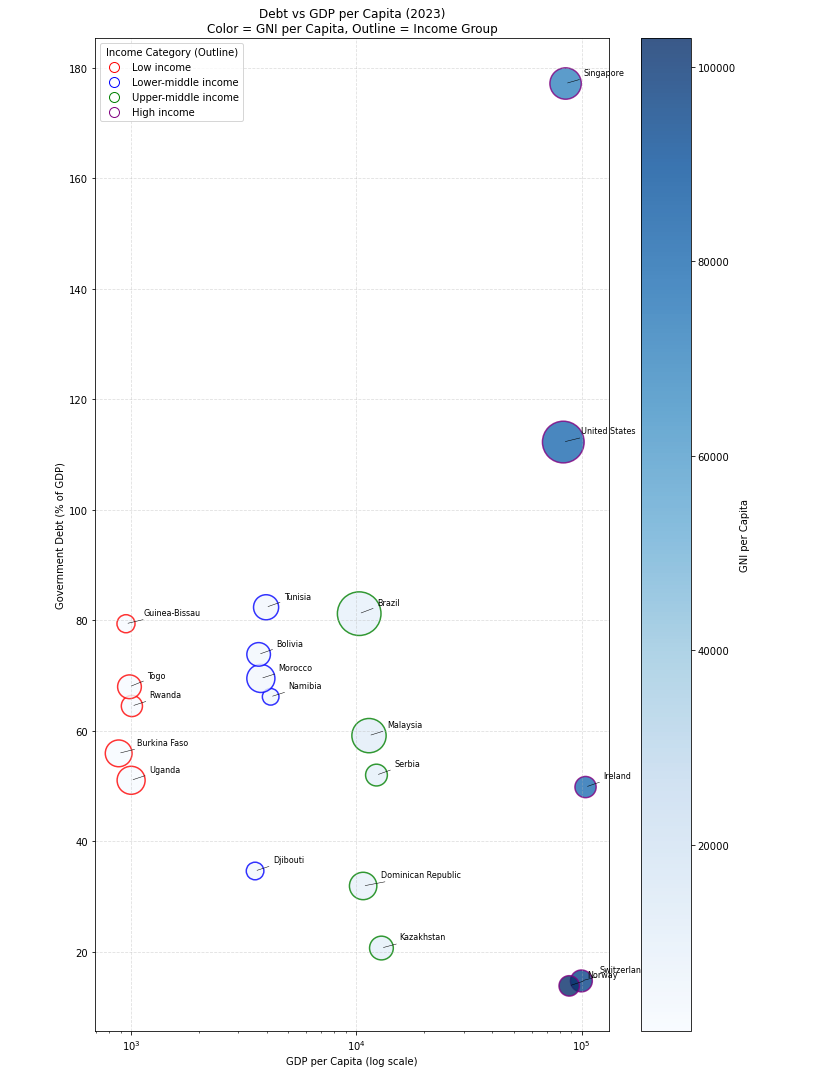 Debt vs GDP per Capita (2023)
Color = GNI per Capita, Outline = Income Group
Income Category (Outline)
Low income
Lower-middle income
Upper-middle income
High income
Government Debt (% of GDP)
180
160
140
120
100
80
60
40
20
Singapore
United States
Tunisia
Brazil
Guinea-Bissau
Bolivia
Morocco
Togo
Namibia
Rwanda
Malaysia
Burkina Faso
Serbia
Uganda
Ireland
Djibouti
Dominican Republic
Kazakhstan
Switzerlan
Norway
10³
10⁴
10⁵
GDP per Capita (log scale)
100000
80000
60000
40000
20000
GNI per Capita